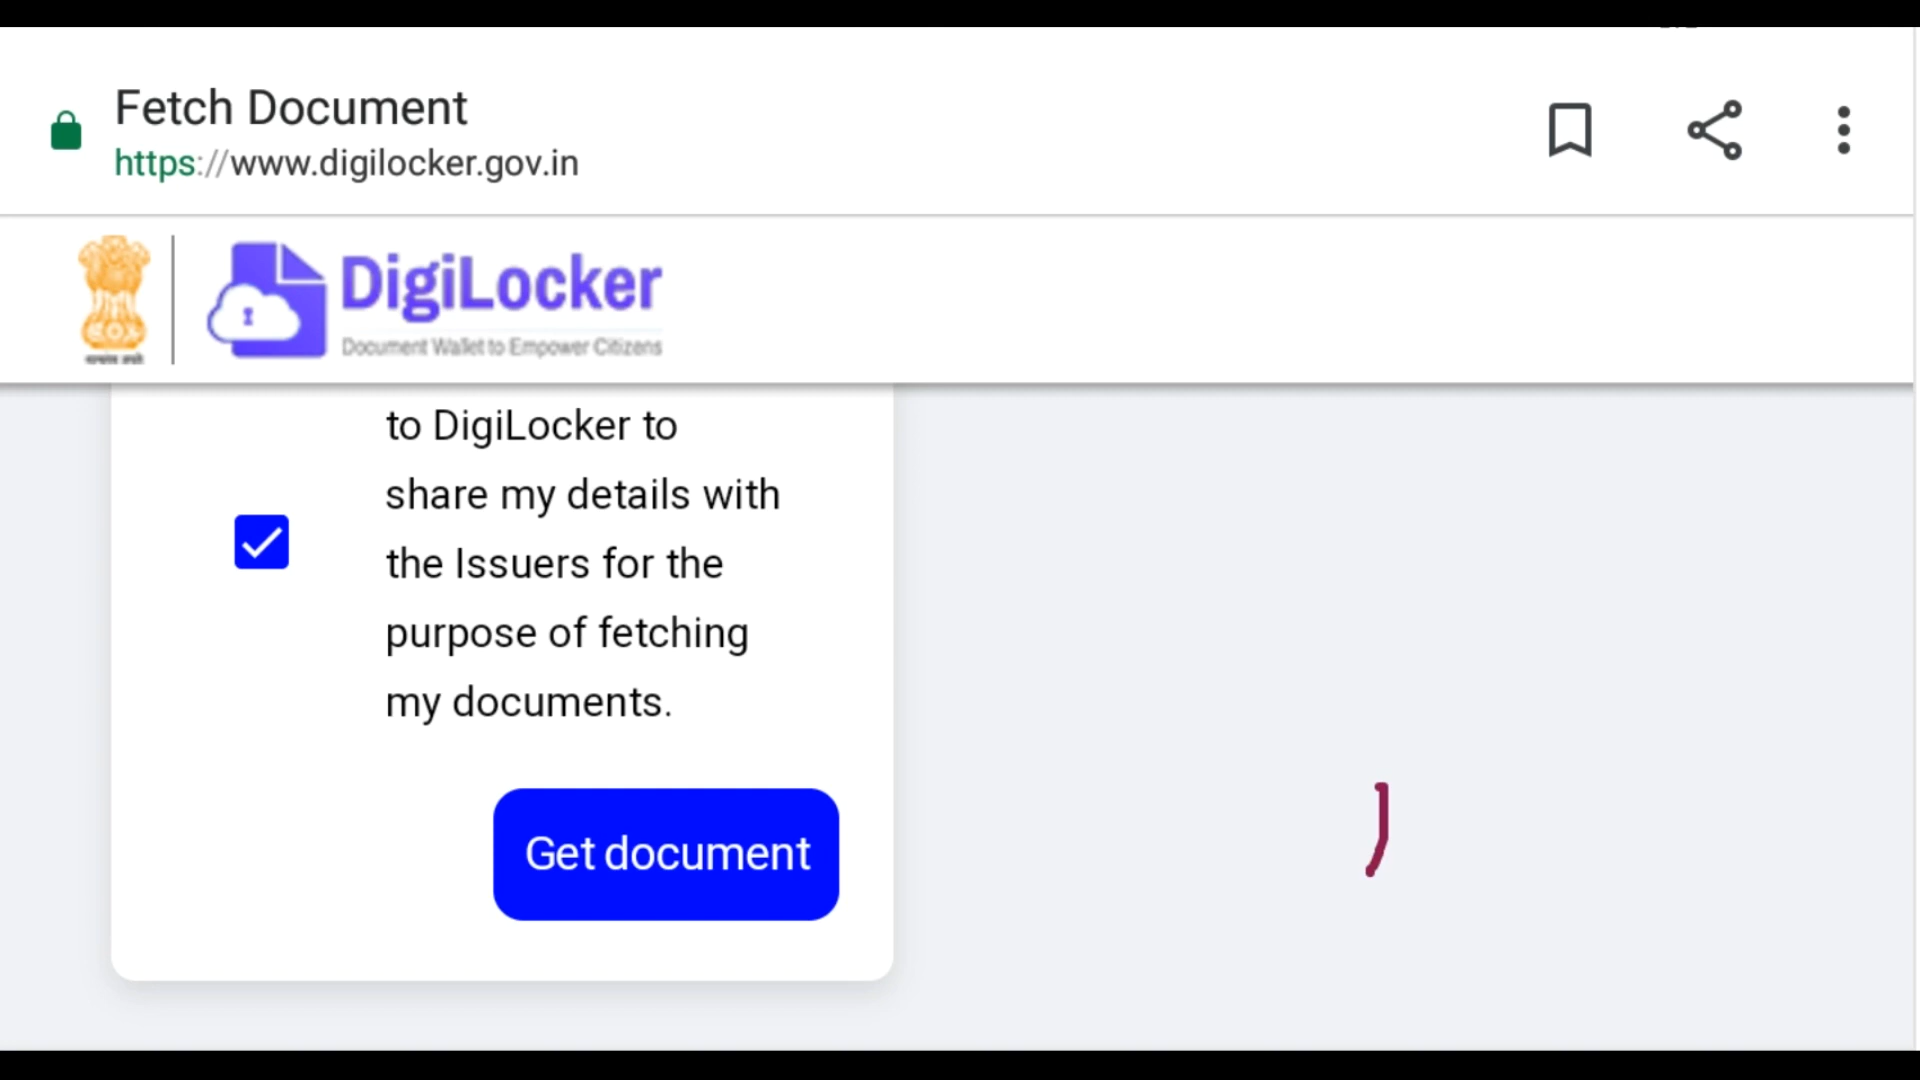 Fetch Document
https://www.digilocker.gov.in
DigiLocker
Document Wallet to Empower Citizens
to DigiLocker to
share my details with
the Issuers for the
purpose of fetching
my documents.
Get document